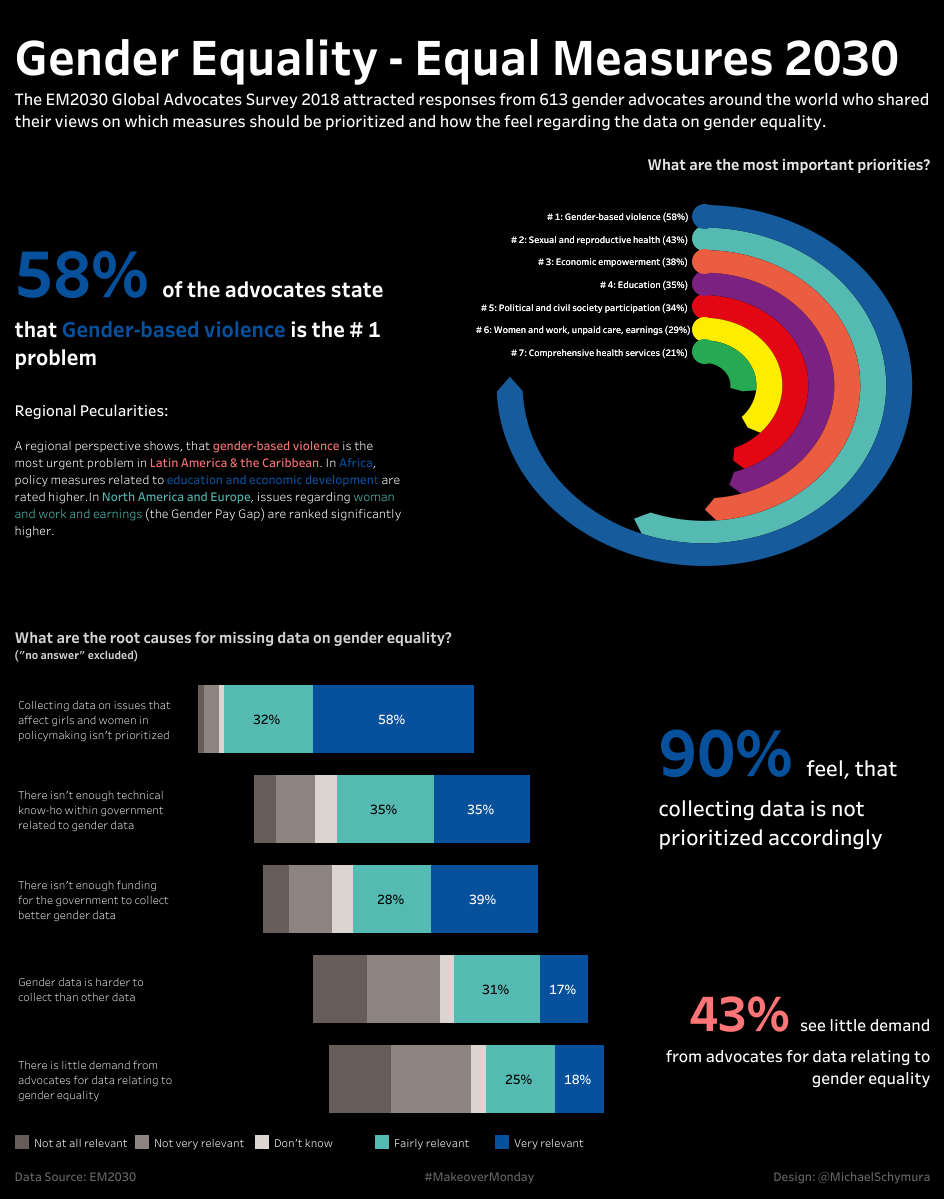 Gender Equality - Equal Measures 2030
The EM2030 Global Advocates Survey 2018 attracted responses from 613 gender advocates around the world who shared
their views on which measures should be prioritized and how the feel regarding the data on gender equality.
What are the most important priorities?
# 1: Gender-based violence (58%)
# 2: Sexual and reproductive health (43%)
# 3: Economic empowerment (38%)
# 4: Education (35%)
# 5: Political and civil society participation (34%)
# 6: Women and work, unpaid care, earnings (29%)
# 7: Comprehensive health services (21%)
58% of the advocates state
that Gender-based violence is the # 1
problem
Regional Pecularities:
A regional perspective shows, that gender-based violence is the
most urgent problem in Latin America & the Caribbean. In Africa,
policy measures related to education and economic development are
rated higher.In North America and Europe, issues regarding woman
and work and earnings (the Gender Pay Gap) are ranked significantly
higher.
What are the root causes for missing data on gender equality?
("no answer" excluded)
Collecting data on issues that
affect girls and women in
policymaking isn't prioritized
32%
58%
There isn't enough technical
know-ho within government
related to gender data
35%
35%
There isn't enough funding
for the government to collect
better gender data
28%
39%
Gender data is harder to
collect than other data
31%
17%
There is little demand from
advocates for data relating to
gender equality
25%
18%
90% feel, that
collecting data is not
prioritized accordingly
43% see little demand
from advocates for data relating to
gender equality
Not at all relevant
Not very relevant
Don't know
Fairly relevant
Very relevant
Data Source: EM2030
#MakeoverMonday
Design: @MichaelSchymura